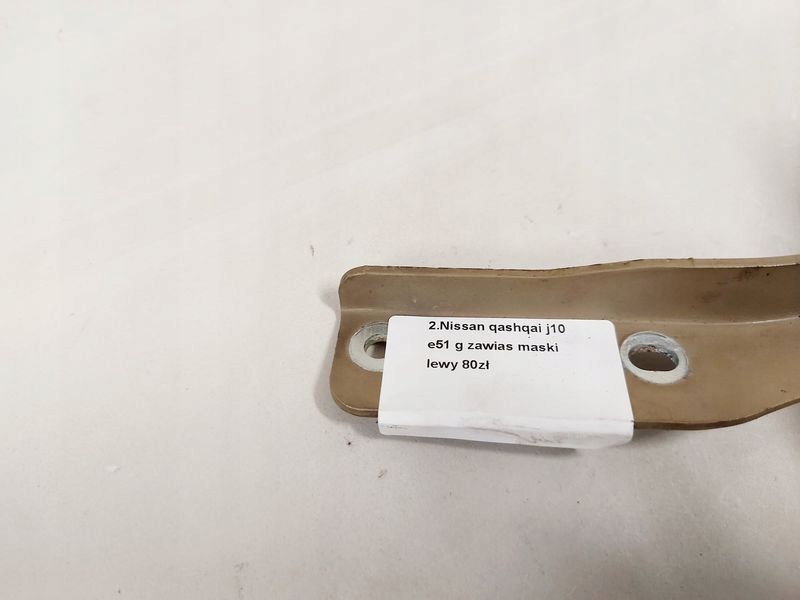 2.Nissan qashqai j10
e51 g zawias maski
lewy 80zł